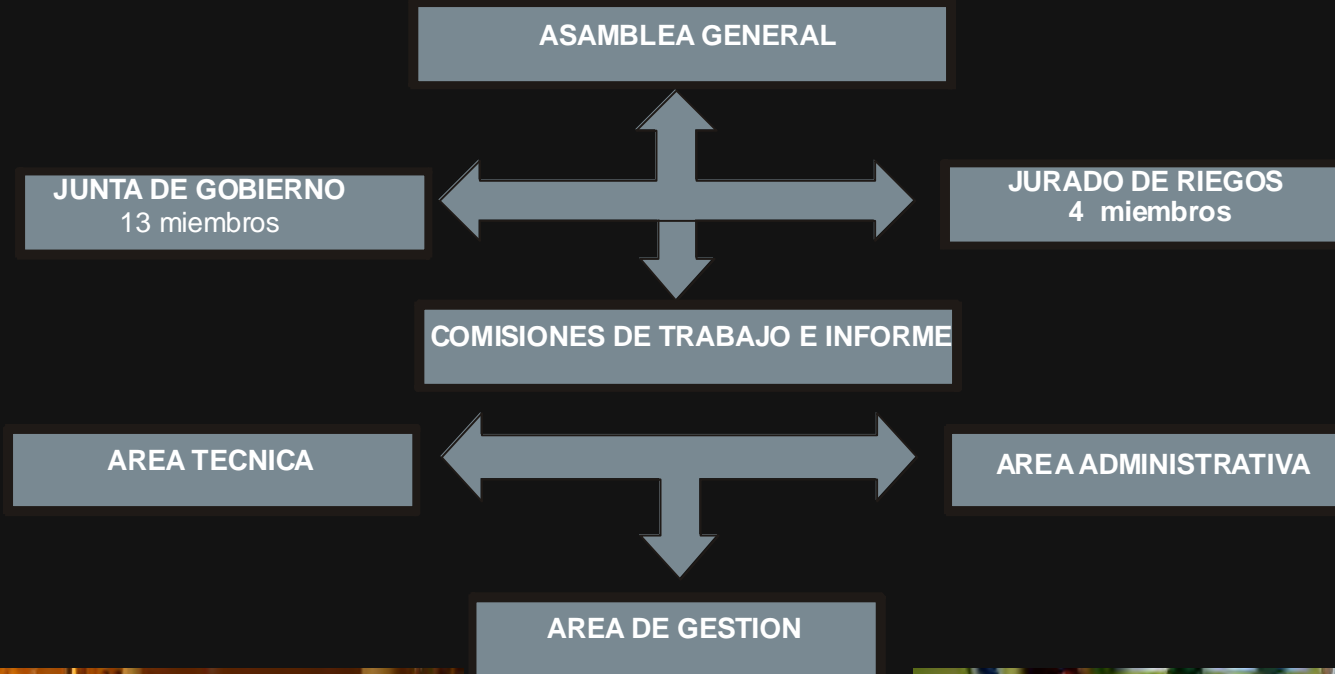 ASAMBLEA GENERAL
JUNTA DE GOBIERNO
13 miembros
JURADO DE RIEGOS
4 miembros
COMISIONES DE TRABAJO E INFORME
AREA TECNICA
AREA ADMINISTRATIVA
AREA DE GESTION